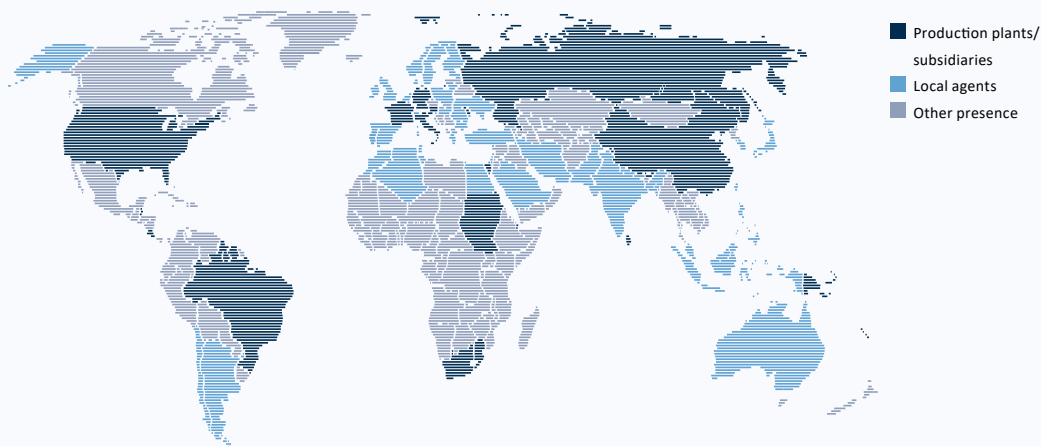 Production plants/
subsidiaries
Local agents
Other presence